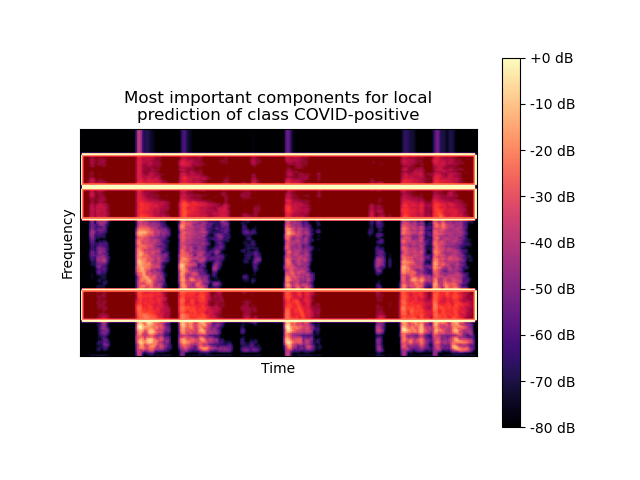 Most important components for local
prediction of class COVID-positive
Frequency
Time
+0 dB
-10 dB
-20 dB
-30 dB
-40 dB
-50 dB
-60 dB
-70 dB
-80 dB